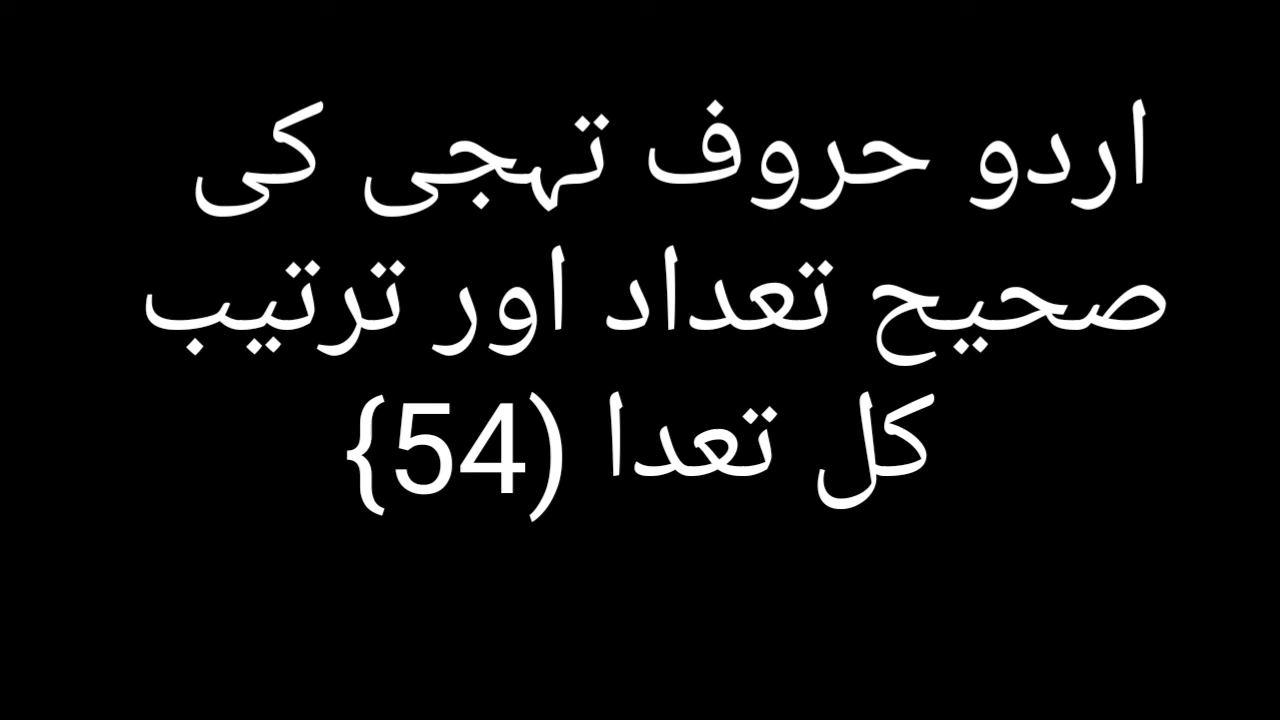 اردو حروف تہجی کی
صحیح تعداد اور ترتیب
کل تعدا (54}